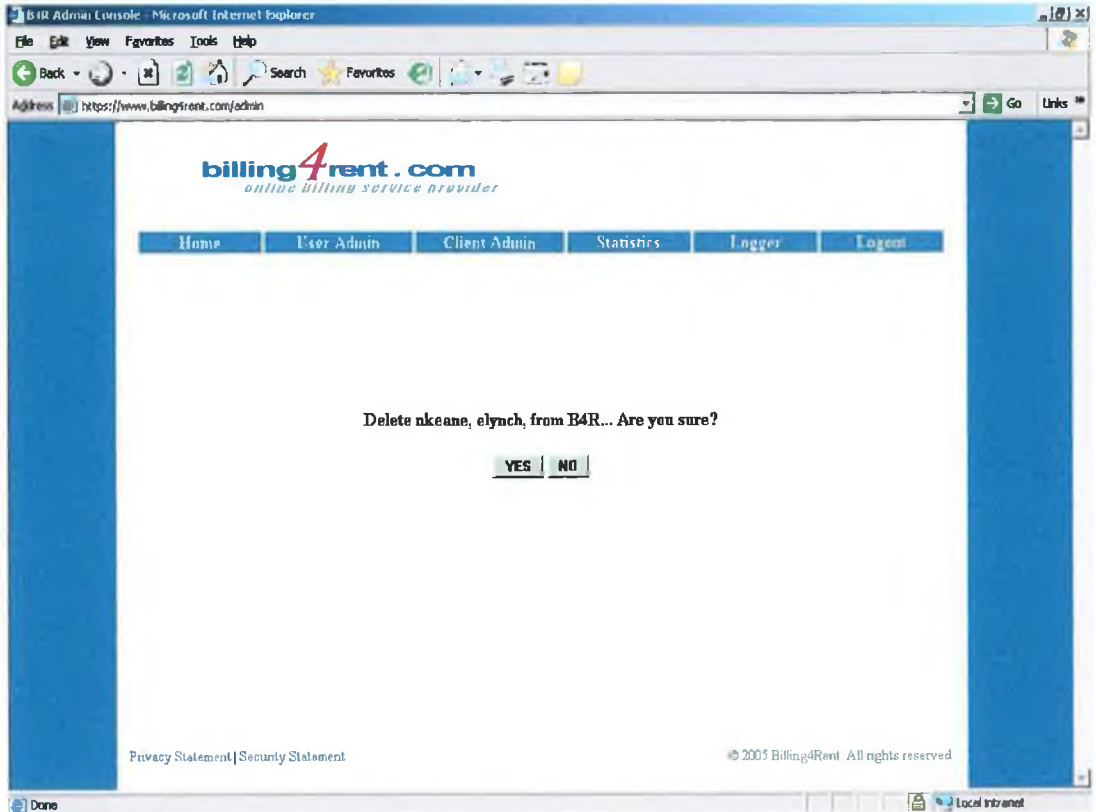 B4R Admin Console - Microsoft Internet Explorer
File Edit View Favorites Tools Help
Back Search Favorites
Address https://www.billing4rent.com/admin Go Links »
billing4rent.com
online billing service provider
Home User Admin Client Admin Statistics Logger Logout
Delete nkeane, elynch, from B4R... Are you sure?
YES NO
Privacy Statement | Security Statement © 2005 Billing4Rent All rights reserved
Done Local intranet